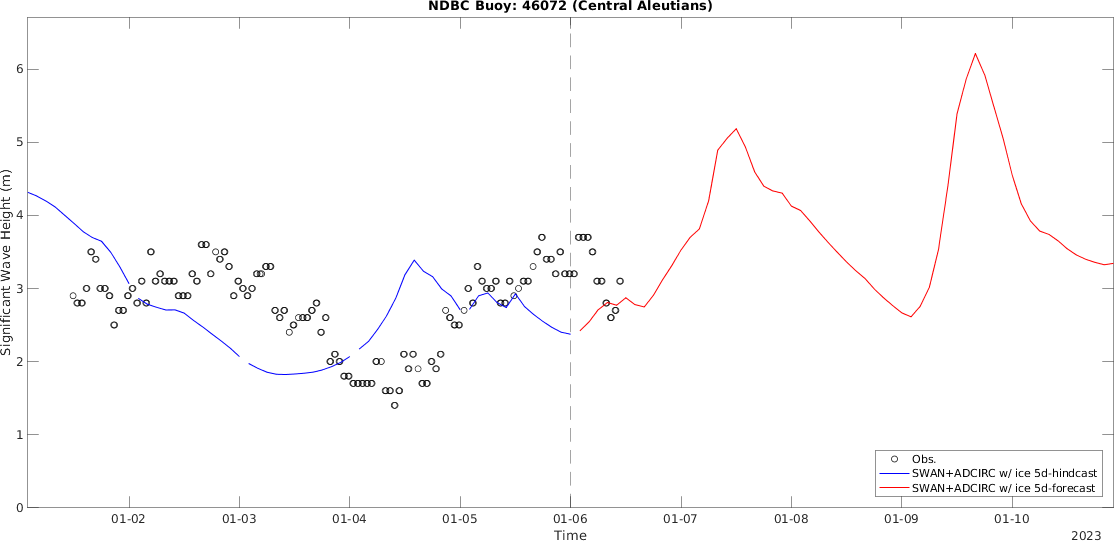 NDBC Buoy: 46072 (Central Aleutians)
Significant Wave Height (m)
6
5
4
3
2
1
0
01-02 01-03 01-04 01-05 01-06 01-07 01-08 01-09 01-10
Time
2023
Obs.
SWAN+ADCIRC w/ ice 5d-hindcast
SWAN+ADCIRC w/ ice 5d-forecast